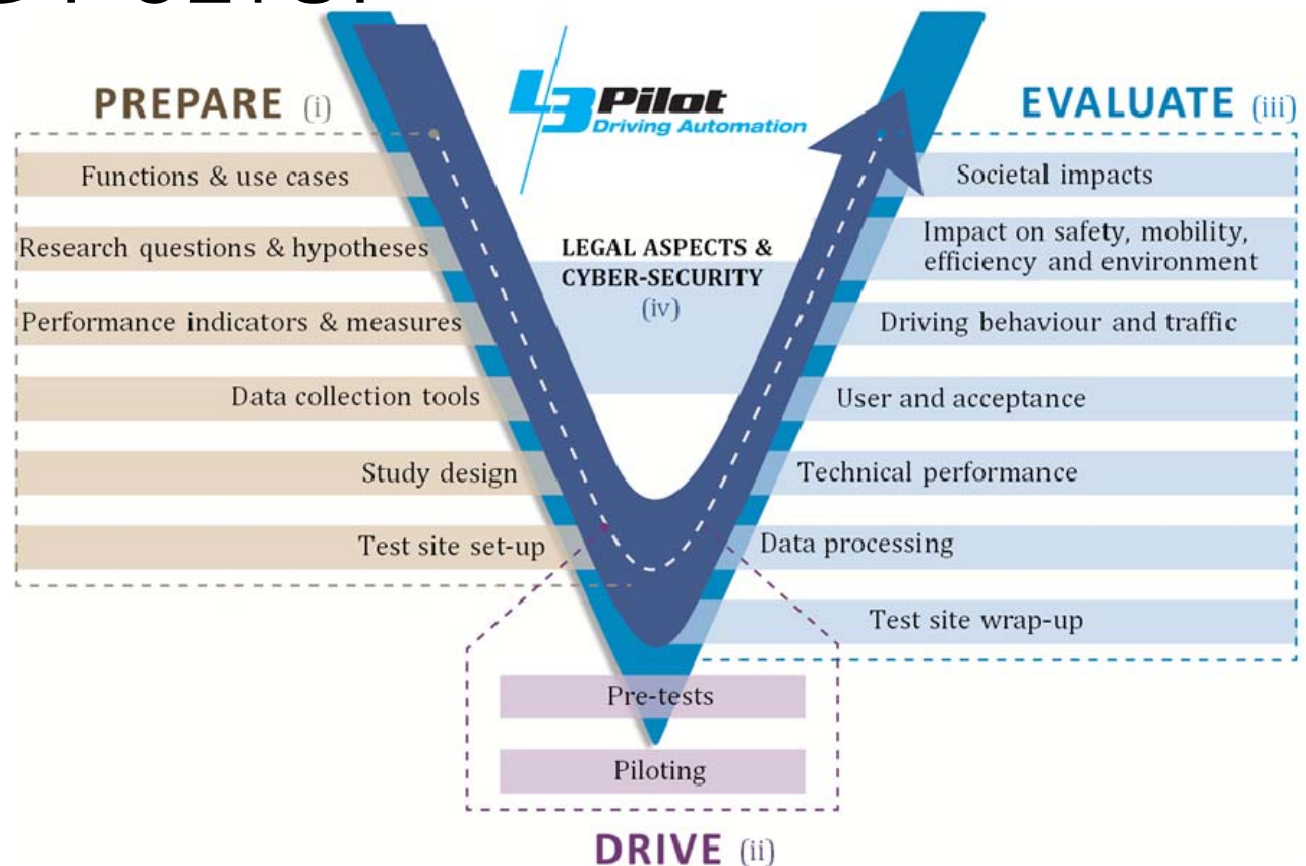 PREPARE (i)
Functions & use cases
Research questions & hypotheses
Performance indicators & measures
Data collection tools
Study design
Test site set-up
L3Pilot
Driving Automation
LEGAL ASPECTS &
CYBER-SECURITY
(iv)
EVALUATE (iii)
Societal impacts
Impact on safety, mobility,
efficiency and environment
Driving behaviour and traffic
User and acceptance
Technical performance
Data processing
Test site wrap-up
Pre-tests
Piloting
DRIVE (ii)